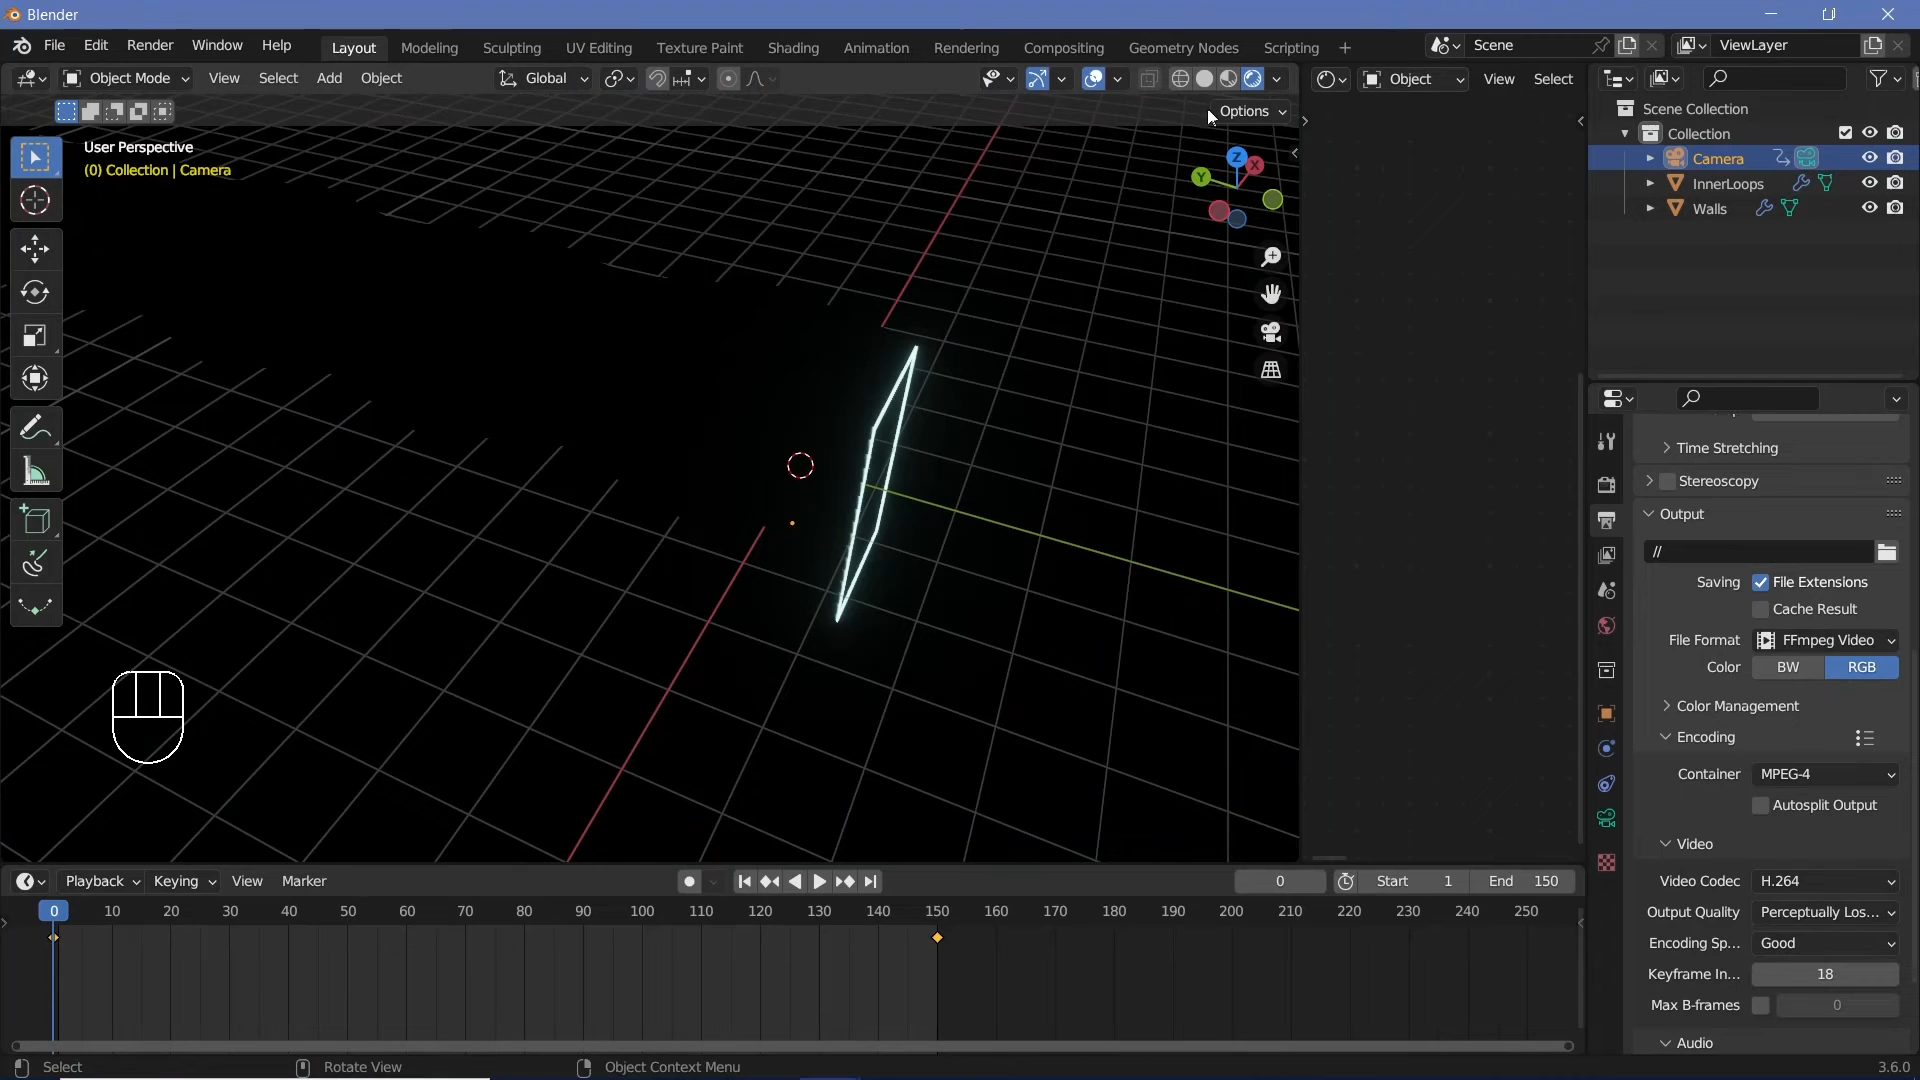 Blender
File Edit Render Window Help Layout Modeling Sculpting UV Editing Texture Paint Shading Animation Rendering Compositing Geometry Nodes Scripting + Scene ViewLayer
Object Mode View Select Add Object Global Object View Select
Options
Scene Collection
Collection
Camera
InnerLoops
Walls
User Perspective
(0) Collection | Camera
Z
X
Y
Time Stretching
Stereoscopy
Output
//
Saving File Extensions
Cache Result
File Format FFmpeg Video
Color BW RGB
Color Management
Encoding
Container MPEG-4
Autosplit Output
Video
Video Codec H.264
Output Quality Perceptually Los...
Encoding Sp... Good
Keyframe In... 18
Max B-frames 0
Audio
Playback Keying View Marker 0 Start 1 End 150
0 10 20 30 40 50 60 70 80 90 100 110 120 130 140 150 160 170 180 190 200 210 220 230 240 250
Select Rotate View Object Context Menu 3.6.0